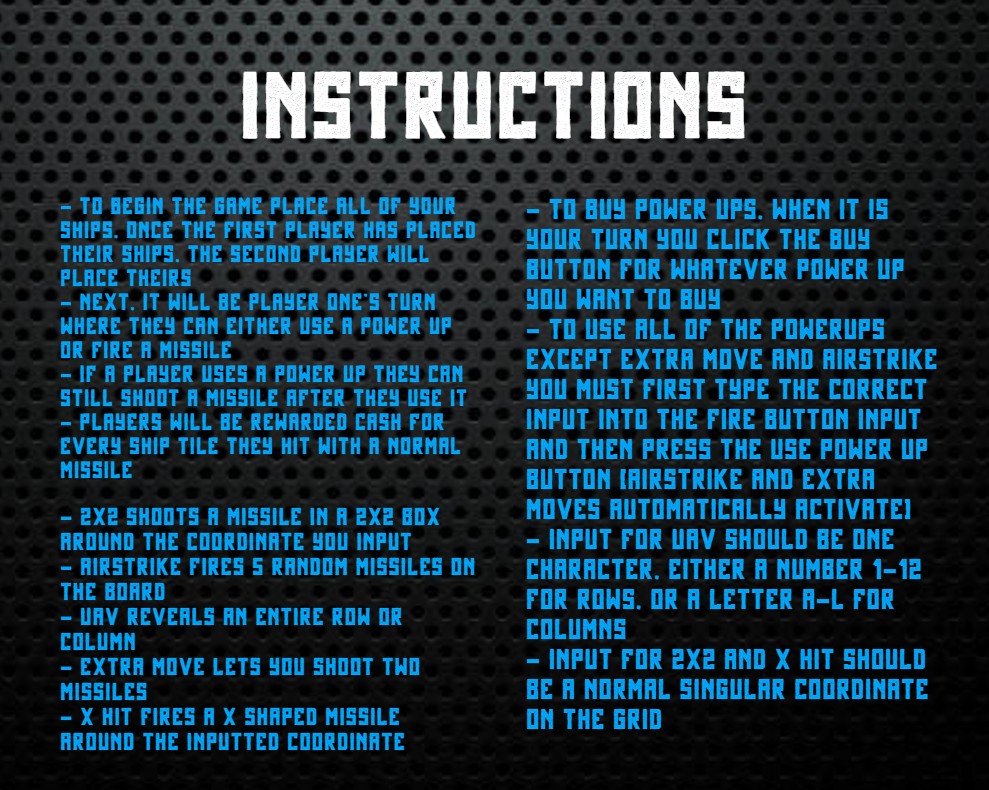 INSTRUCTIONS
- TO BEGIN THE GAME PLACE ALL OF YOUR
SHIPS. ONCE THE FIRST PLAYER HAS PLACED
THEIR SHIPS. THE SECOND PLAYER WILL
PLACE THEIRS
- NEXT. IT WILL BE PLAYER ONE'S TURN
WHERE THEY CAN EITHER USE A POWER UP
OR FIRE A MISSILE
- IF A PLAYER USES A POWER UP THEY CAN
STILL SHOOT A MISSILE AFTER THEY USE IT
- PLAYERS WILL BE REWARDED CASH FOR
EVERY SHIP TILE THEY HIT WITH A NORMAL
MISSILE
- 2X2 SHOOTS A MISSILE IN A 2X2 BOX
AROUND THE COORDINATE YOU INPUT
- AIRSTRIKE FIRES 5 RANDOM MISSILES ON
THE BOARD
- UAV REVEALS AN ENTIRE ROW OR
COLUMN
- EXTRA MOVE LETS YOU SHOOT TWO
MISSILES
- X HIT FIRES A X SHAPED MISSILE
AROUND THE INPUTTED COORDINATE
- TO BUY POWER UPS. WHEN IT IS
YOUR TURN YOU CLICK THE BUY
BUTTON FOR WHATEVER POWER UP
YOU WANT TO BUY
- TO USE ALL OF THE POWERUPS
EXCEPT EXTRA MOVE AND AIRSTRIKE
YOU MUST FIRST TYPE THE CORRECT
INPUT INTO THE FIRE BUTTON INPUT
AND THEN PRESS THE USE POWER UP
BUTTON (AIRSTRIKE AND EXTRA
MOVES AUTOMATICALLY ACTIVATE)
- INPUT FOR UAV SHOULD BE ONE
CHARACTER. EITHER A NUMBER 1-12
FOR ROWS. OR A LETTER A-L FOR
COLUMNS
- INPUT FOR 2X2 AND X HIT SHOULD
BE A NORMAL SINGULAR COORDINATE
ON THE GRID